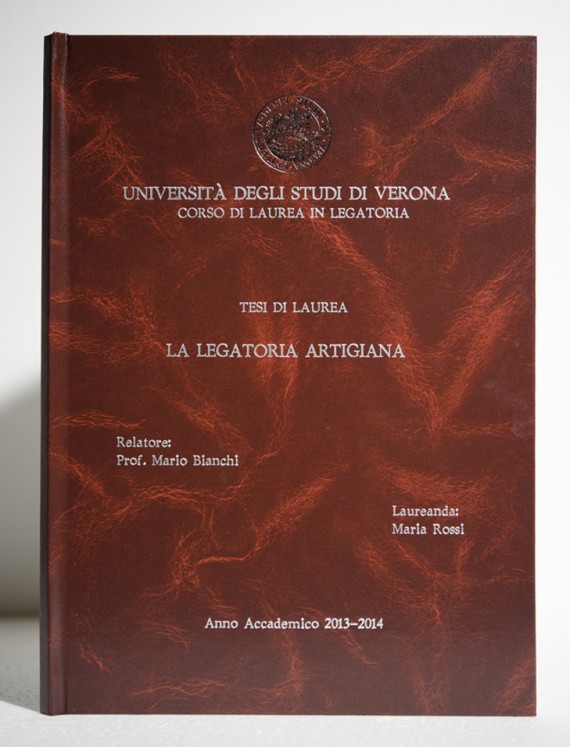 UNIVERSITÀ DEGLI STUDI DI VERONA
CORSO DI LAUREA IN LEGATORIA
TESI DI LAUREA
LA LEGATORIA ARTIGIANA
Relatore:
Prof. Mario Bianchi
Laureanda:
Maria Rossi
Anno Accademico 2013-2014